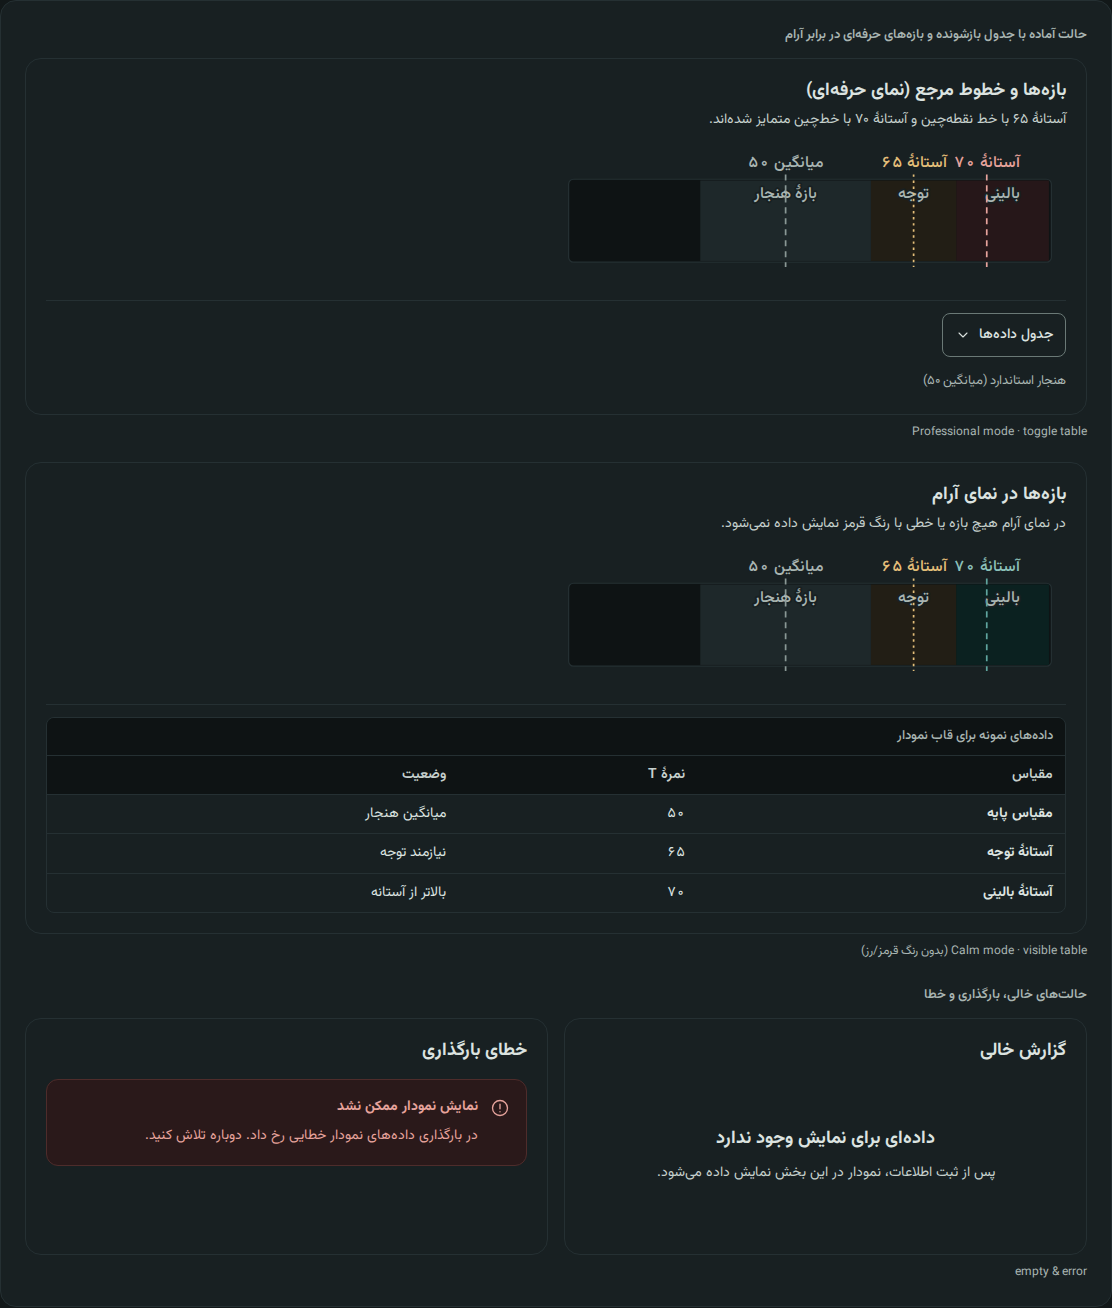 حالت آماده با جدول بازشونده و بازه‌های حرفه‌ای در برابر آرام
بازه‌ها و خطوط مرجع (نمای حرفه‌ای)
آستانهٔ ۶۵ با خط نقطه‌چین و آستانهٔ ۷۰ با خط‌چین متمایز شده‌اند.
آستانهٔ ۷۰ آستانهٔ ۶۵ میانگین ۵۰
بالینی توجه بازهٔ هنجار
جدول داده‌ها
هنجار استاندارد (میانگین ۵۰)
Professional mode · toggle table
بازه‌ها در نمای آرام
در نمای آرام هیچ بازه یا خطی با رنگ قرمز نمایش داده نمی‌شود.
آستانهٔ ۷۰ آستانهٔ ۶۵ میانگین ۵۰
بالینی توجه بازهٔ هنجار
داده‌های نمونه برای قاب نمودار
مقیاس نمرهٔ T وضعیت
مقیاس پایه ۵۰ میانگین هنجار
آستانهٔ توجه ۶۵ نیازمند توجه
آستانهٔ بالینی ۷۰ بالاتر از آستانه
Calm mode · visible table (بدون رنگ قرمز/رز)
حالت‌های خالی، بارگذاری و خطا
گزارش خالی
داده‌ای برای نمایش وجود ندارد
پس از ثبت اطلاعات، نمودار در این بخش نمایش داده می‌شود.
خطای بارگذاری
نمایش نمودار ممکن نشد
در بارگذاری داده‌های نمودار خطایی رخ داد. دوباره تلاش کنید.
empty & error